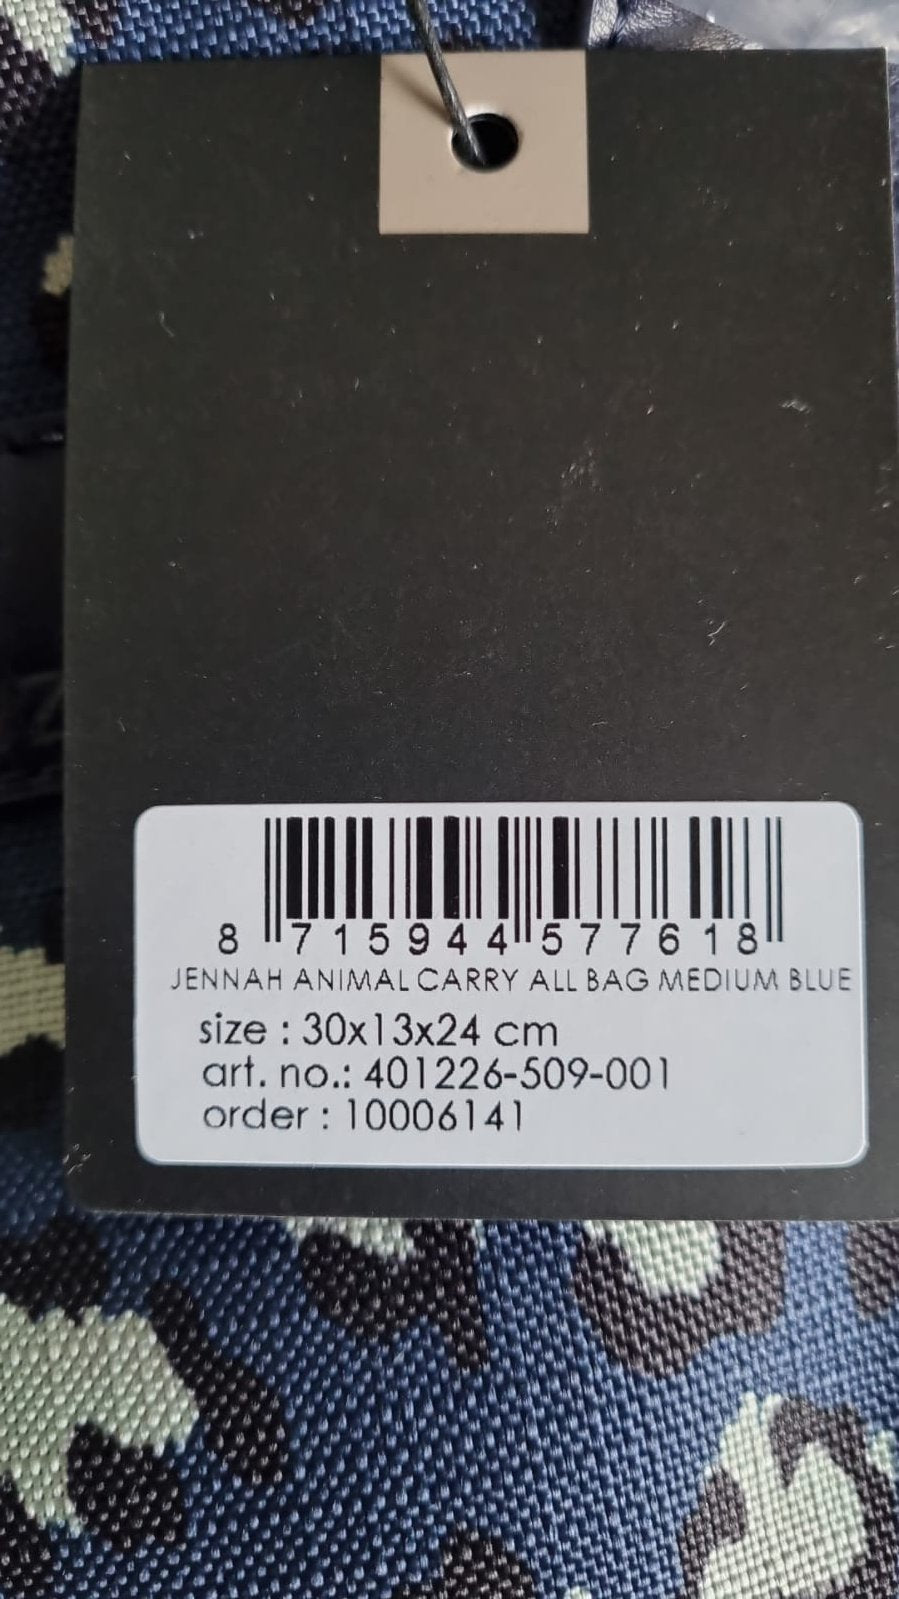 8 715944 577618
JENNAH ANIMAL CARRY ALL BAG MEDIUM BLUE
size : 30x13x24 cm
art. no.: 401226-509-001
order : 10006141